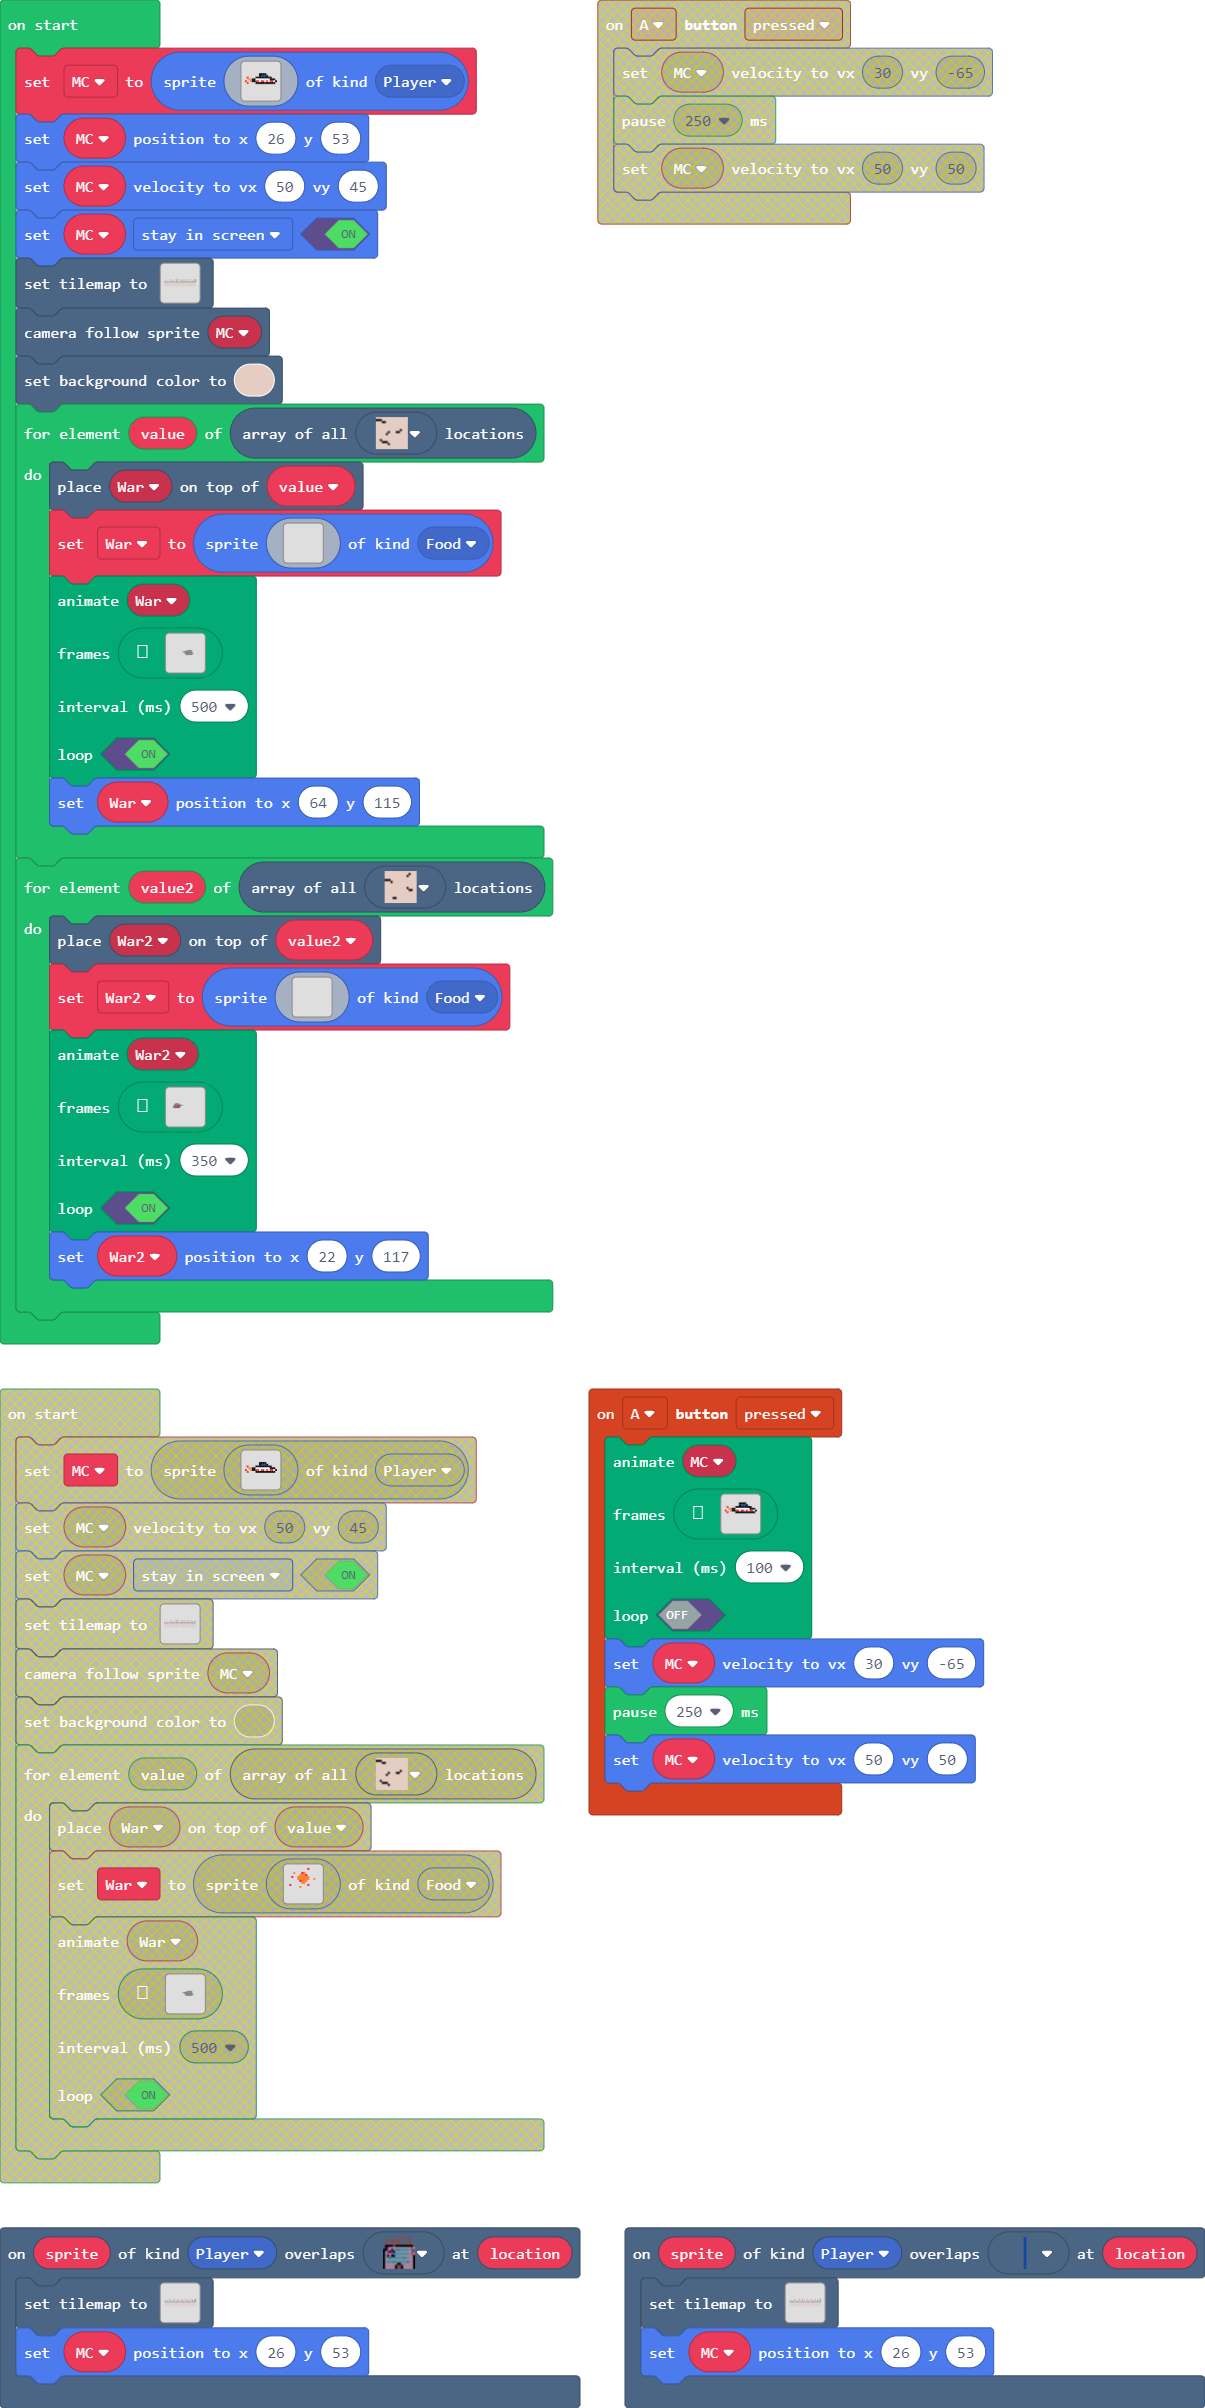 on start
set MC to sprite of kind Player
set MC position to x 26 y 53
set MC velocity to vx 50 vy 45
set MC stay in screen ON
set tilemap to
camera follow sprite MC
set background color to
for element value of array of all locations
do
place War on top of value
set War to sprite of kind Food
animate War
frames
interval (ms) 500
loop ON
set War position to x 64 y 115
for element value2 of array of all locations
do
place War2 on top of value2
set War2 to sprite of kind Food
animate War2
frames
interval (ms) 350
loop ON
set War2 position to x 22 y 117
on A button pressed
set MC velocity to vx 30 vy -65
pause 250 ms
set MC velocity to vx 50 vy 50
on start
set MC to sprite of kind Player
set MC velocity to vx 50 vy 45
set MC stay in screen ON
set tilemap to
camera follow sprite MC
set background color to
for element value of array of all locations
do
place War on top of value
set War to sprite of kind Food
animate War
frames
interval (ms) 500
loop ON
on A button pressed
animate MC
frames
interval (ms) 100
loop OFF
set MC velocity to vx 30 vy -65
pause 250 ms
set MC velocity to vx 50 vy 50
on sprite of kind Player overlaps at location
set tilemap to
set MC position to x 26 y 53
on sprite of kind Player overlaps at location
set tilemap to
set MC position to x 26 y 53